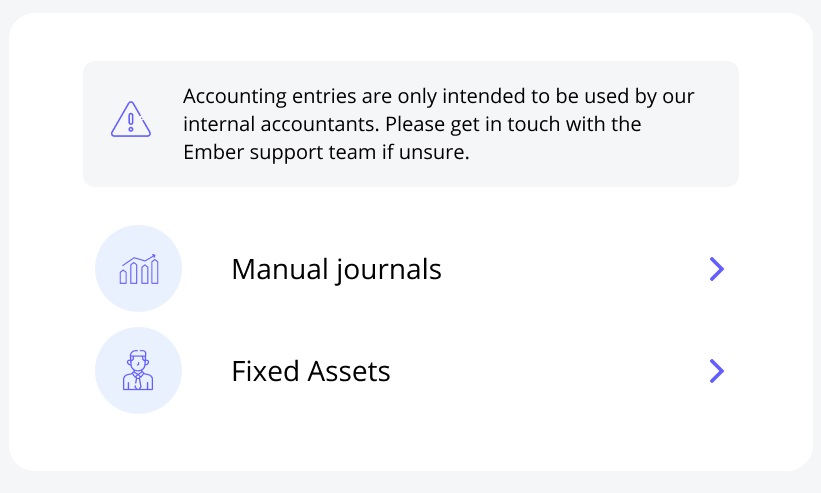 Accounting entries are only intended to be used by our
internal accountants. Please get in touch with the
Ember support team if unsure.
Manual journals
Fixed Assets